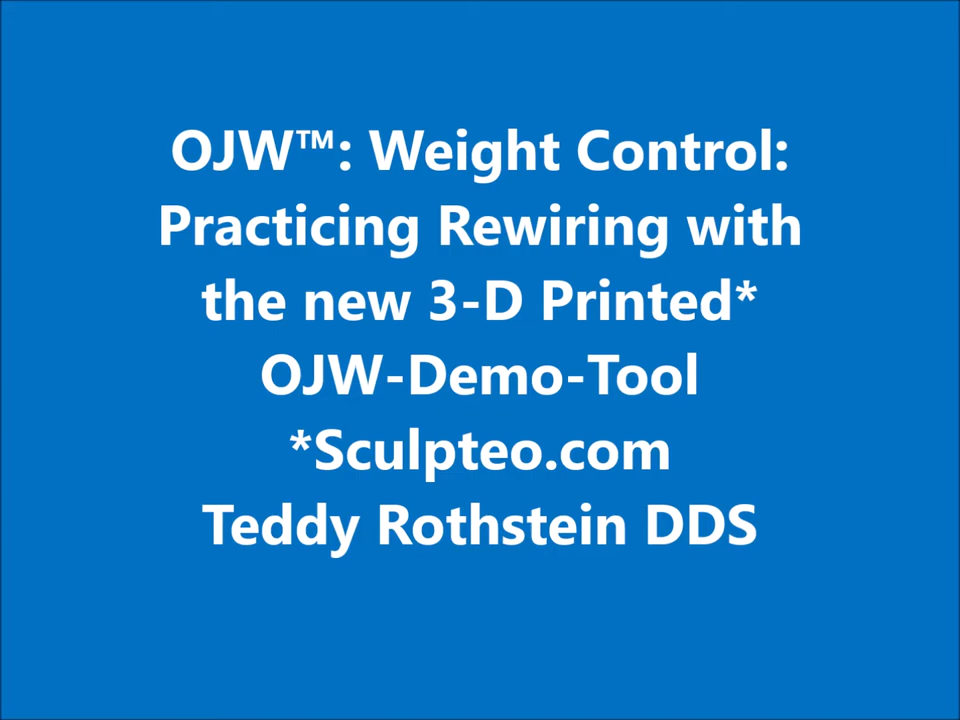 OJW™: Weight Control:
Practicing Rewiring with
the new 3-D Printed*
OJW-Demo-Tool
*Sculpteo.com
Teddy Rothstein DDS